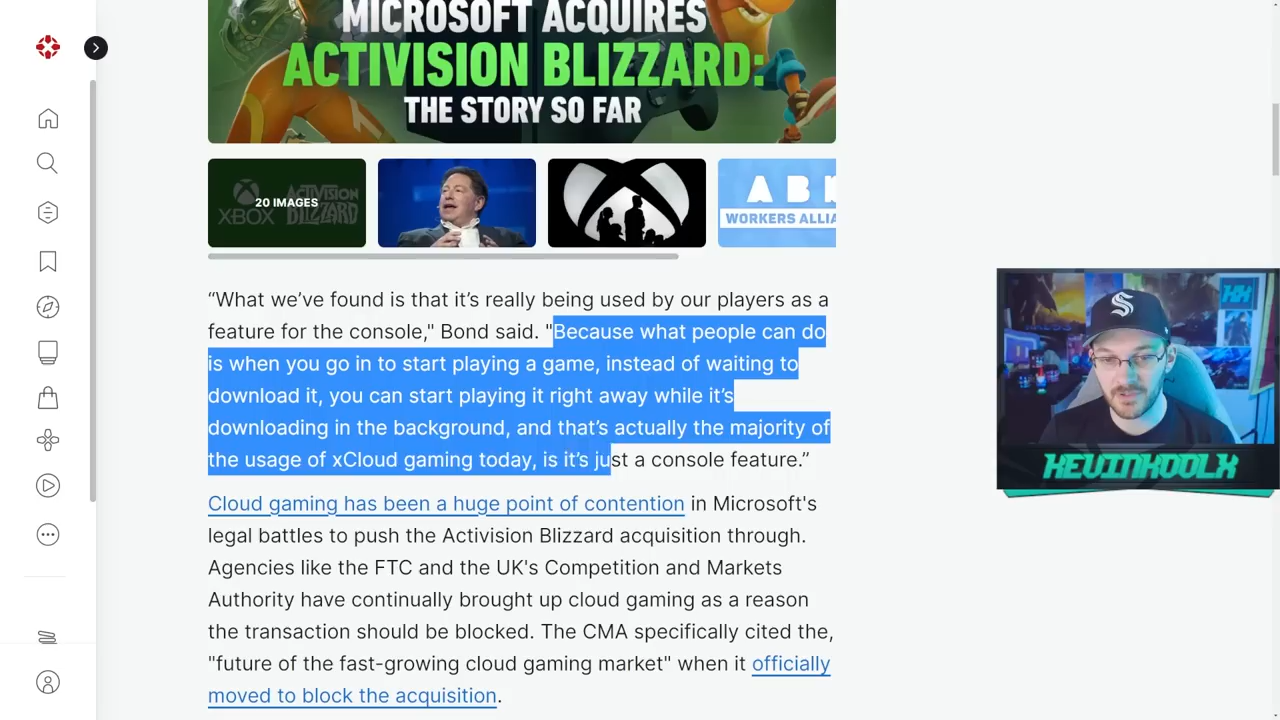 MICROSOFT ACQUIRES
ACTIVISION BLIZZARD:
THE STORY SO FAR
XBOX
ACTIVISION
BLIZZARD
20 IMAGES
ABK
WORKERS ALLIA
“What we’ve found is that it’s really being used by our players as a
feature for the console," Bond said. "Because what people can do
is when you go in to start playing a game, instead of waiting to
download it, you can start playing it right away while it’s
downloading in the background, and that’s actually the majority of
the usage of xCloud gaming today, is it’s just a console feature.”
Cloud gaming has been a huge point of contention in Microsoft's
legal battles to push the Activision Blizzard acquisition through.
Agencies like the FTC and the UK's Competition and Markets
Authority have continually brought up cloud gaming as a reason
the transaction should be blocked. The CMA specifically cited the,
"future of the fast-growing cloud gaming market" when it officially
moved to block the acquisition.
KEVINKOOLX